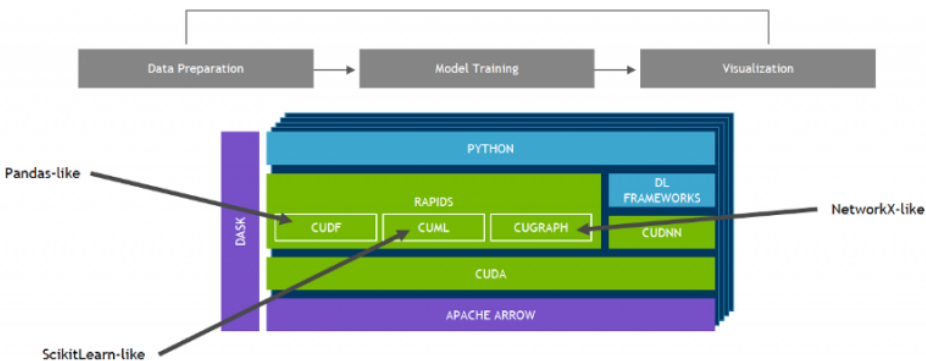 Data Preparation
Model Training
Visualization
PYTHON
Pandas-like
DL
FRAMEWORKS
RAPIDS
NetworkX-like
DASK
CUDF
CUML
CUGRAPH
CUDNN
CUDA
APACHE ARROW
ScikitLearn-like